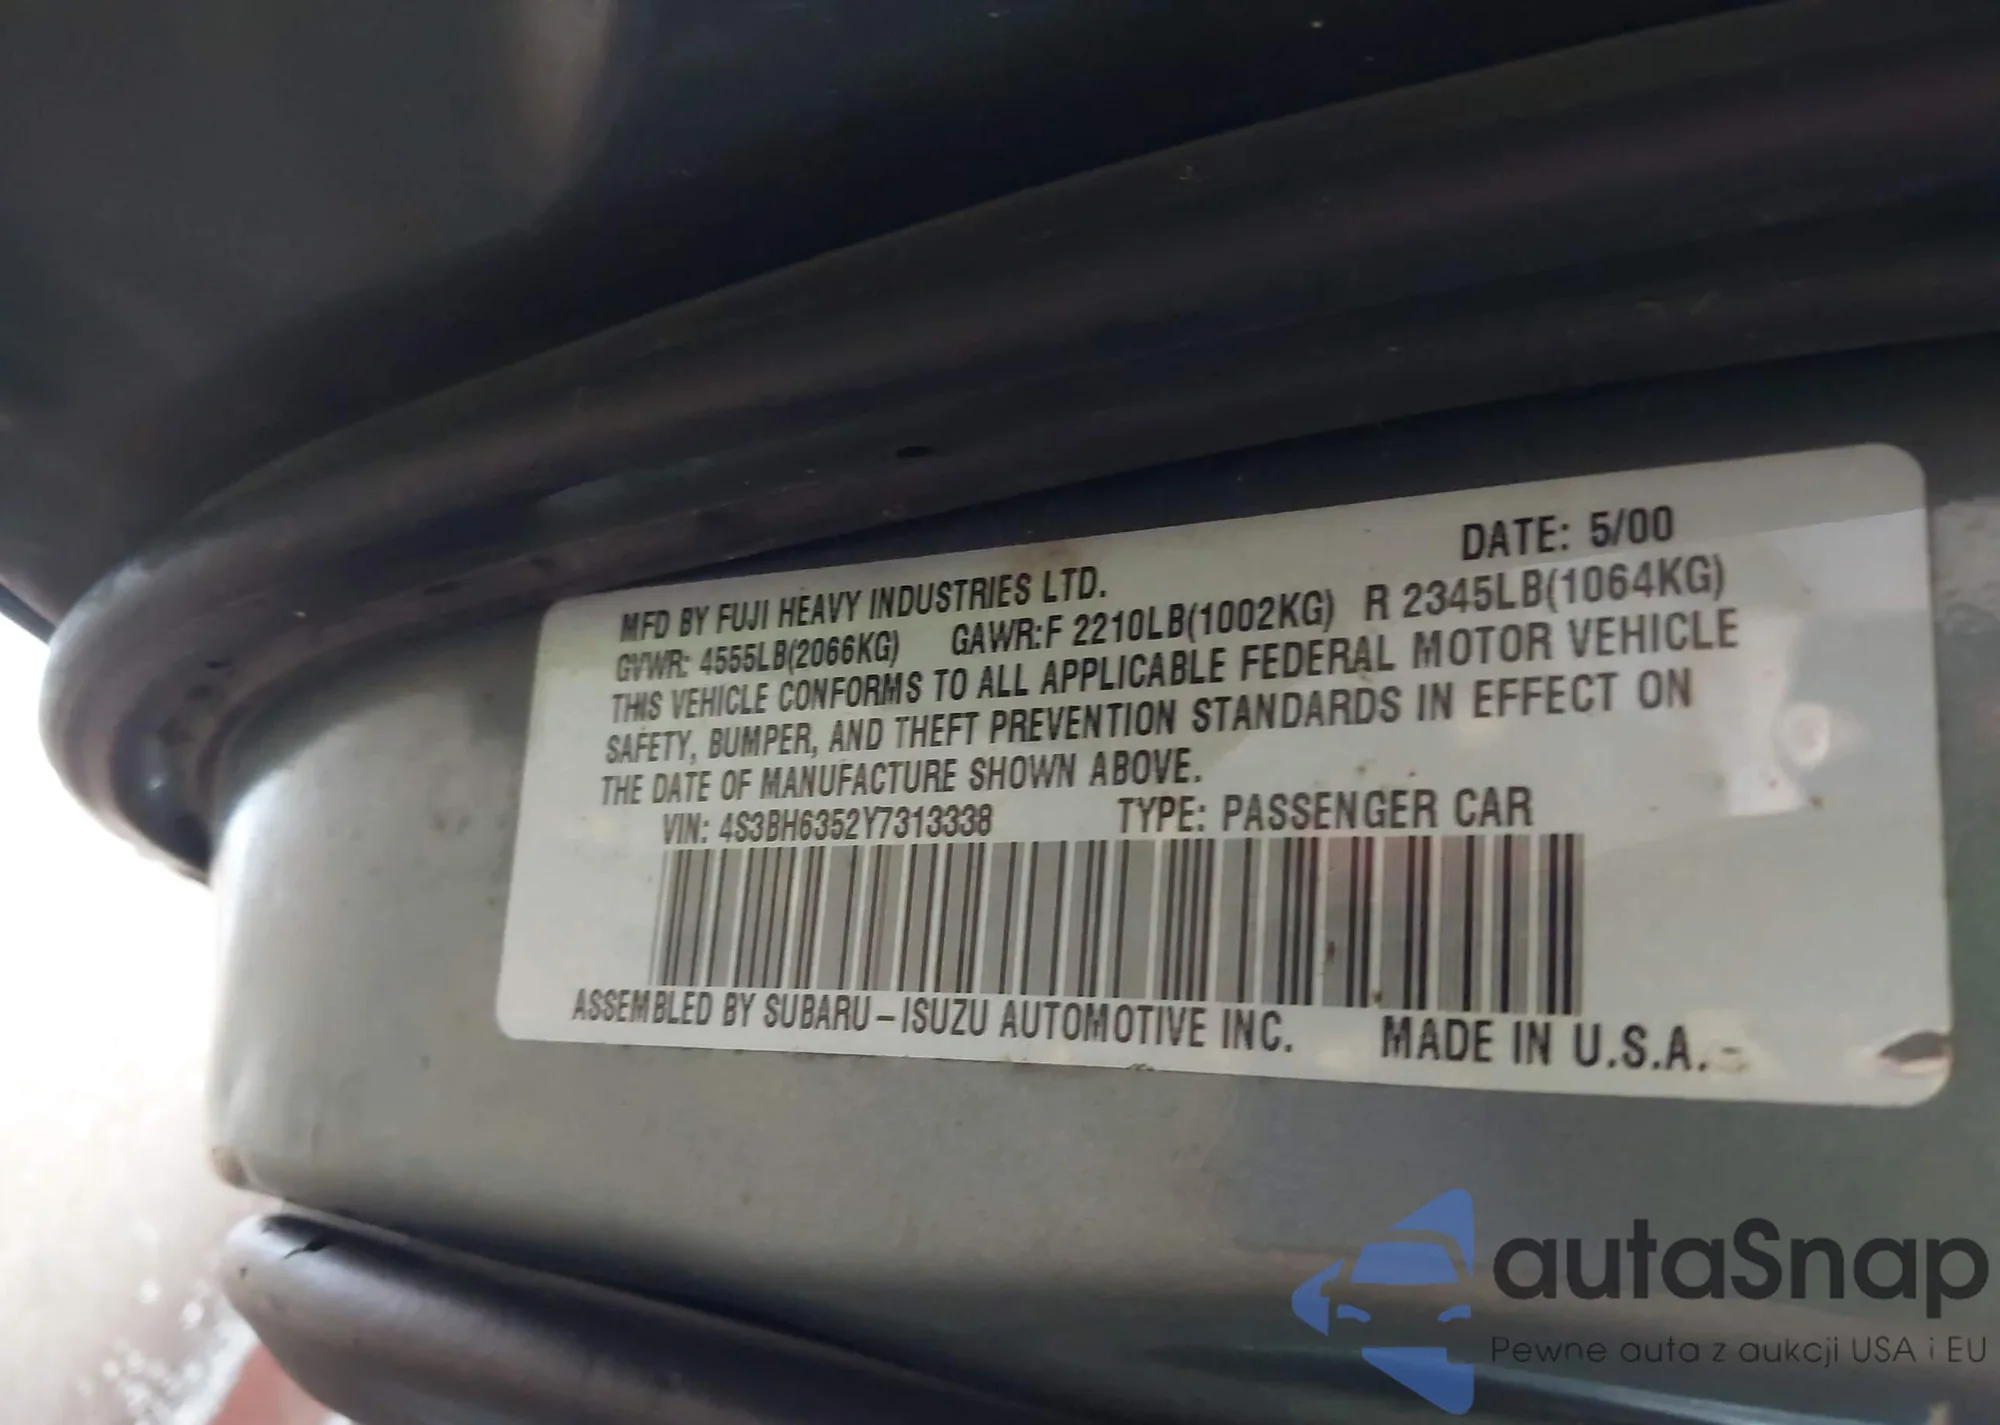 DATE: 5/00
MFD BY FUJI HEAVY INDUSTRIES LTD.
GVWR: 4555LB(2066KG) GAWR:F 2210LB(1002KG) R 2345LB(1064KG)
THIS VEHICLE CONFORMS TO ALL APPLICABLE FEDERAL MOTOR VEHICLE
SAFETY, BUMPER, AND THEFT PREVENTION STANDARDS IN EFFECT ON
THE DATE OF MANUFACTURE SHOWN ABOVE.
VIN: 4S3BH6352Y7313338 TYPE: PASSENGER CAR
ASSEMBLED BY SUBARU-ISUZU AUTOMOTIVE INC. MADE IN U.S.A.
autaSnap
Pewne auta z aukcji USA i EU